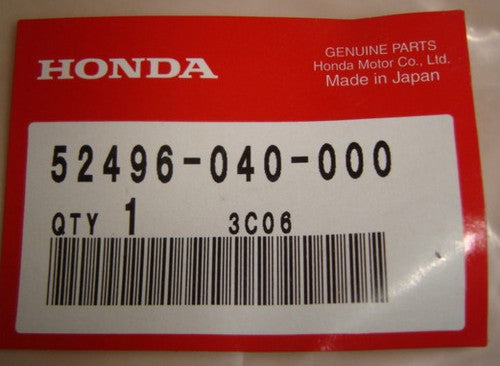 HONDA
GENUINE PARTS
Honda Motor Co., Ltd.
Made in Japan
52496-040-000
QTY 1 3C06